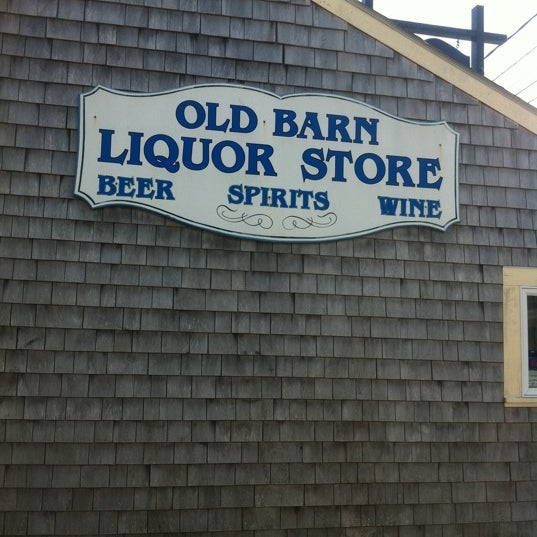 OLD BARN
LIQUOR STORE
BEER SPIRITS WINE